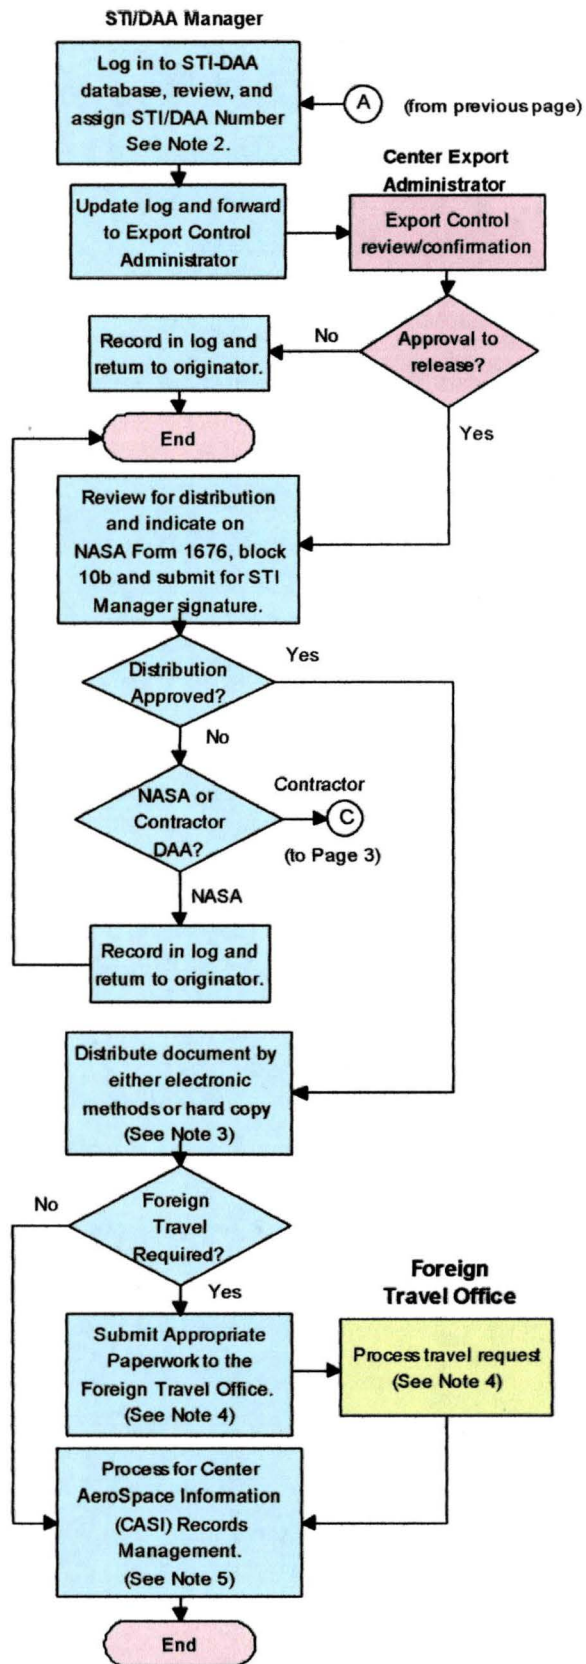 STI/DAA Manager
Log in to STI-DAA
database, review, and
assign STI/DAA Number
See Note 2.
A
(from previous page)
Center Export
Administrator
Update log and forward
to Export Control
Administrator
Export Control
review/confirmation
Approval to
release?
No
Record in log and
return to originator.
End
Yes
Review for distribution
and indicate on
NASA Form 1676, block
10b and submit for STI
Manager signature.
Distribution
Approved?
Yes
No
NASA or
Contractor
DAA?
Contractor
C
(to Page 3)
NASA
Record in log and
return to originator.
Distribute document by
either electronic
methods or hard copy
(See Note 3)
No
Foreign
Travel
Required?
Yes
Foreign
Travel Office
Submit Appropriate
Paperwork to the
Foreign Travel Office.
(See Note 4)
Process travel request
(See Note 4)
Process for Center
AeroSpace Information
(CASI) Records
Management.
(See Note 5)
End